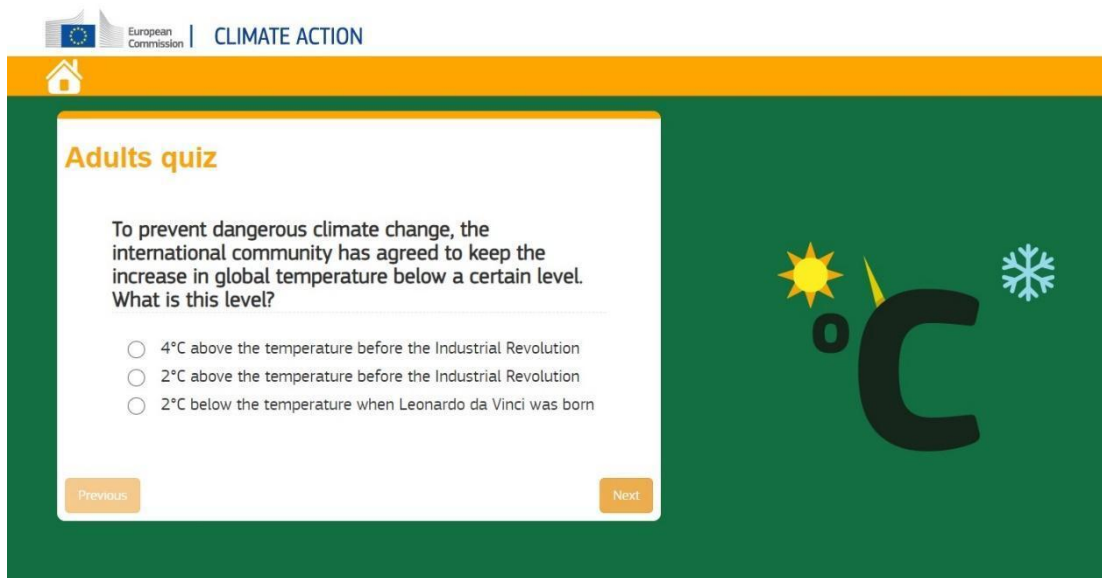 European
Commission
CLIMATE ACTION
Adults quiz
To prevent dangerous climate change, the
international community has agreed to keep the
increase in global temperature below a certain level.
What is this level?
4°C above the temperature before the Industrial Revolution
2°C above the temperature before the Industrial Revolution
2°C below the temperature when Leonardo da Vinci was born
Previous
Next
°C